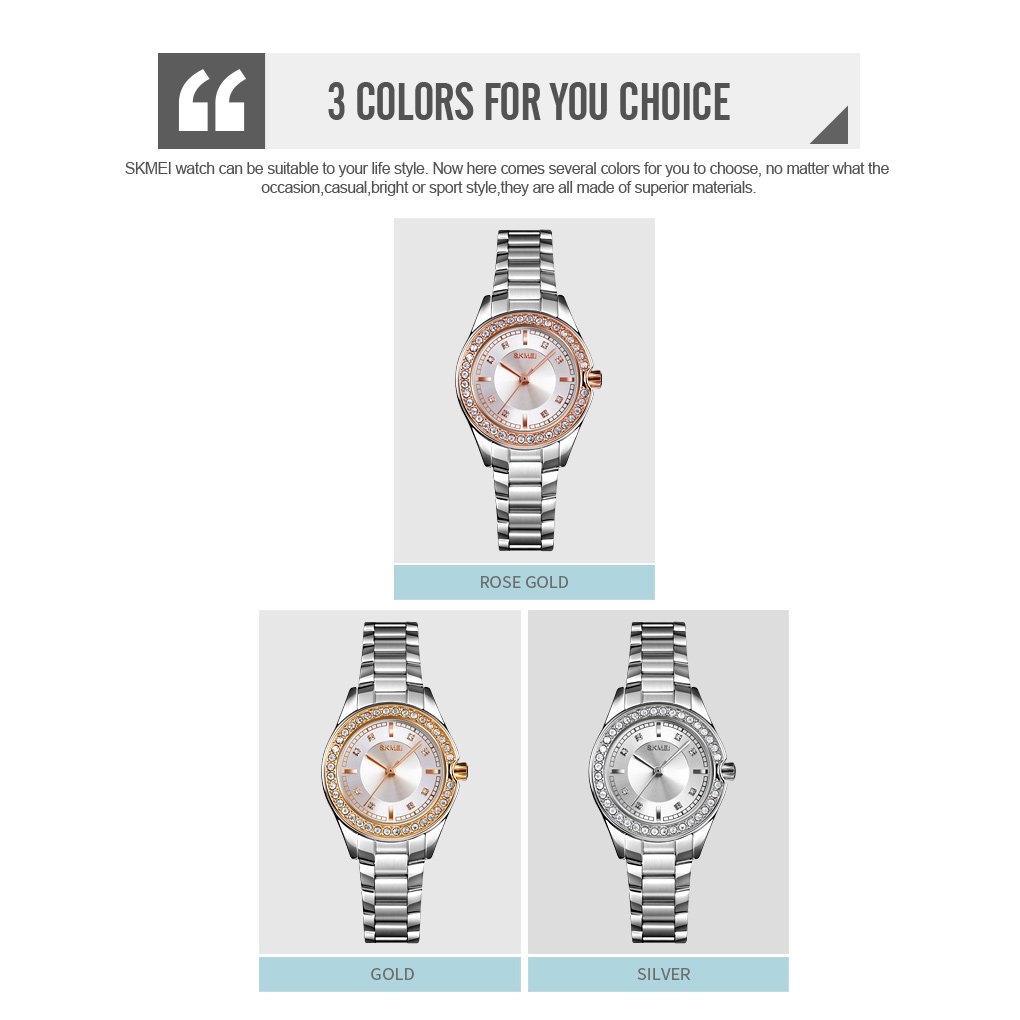 3 COLORS FOR YOU CHOICE
SKMEI watch can be suitable to your life style. Now here comes several colors for you to choose, no matter what the
occasion,casual,bright or sport style,they are all made of superior materials.
SKMEI
ROSE GOLD
SKMEI
SKMEI
GOLD
SILVER